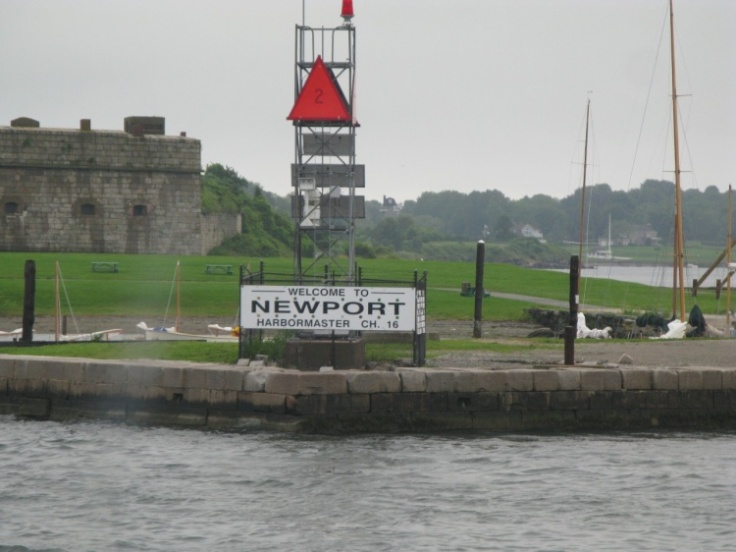 2
WELCOME TO
NEWPORT
HARBORMASTER CH. 16